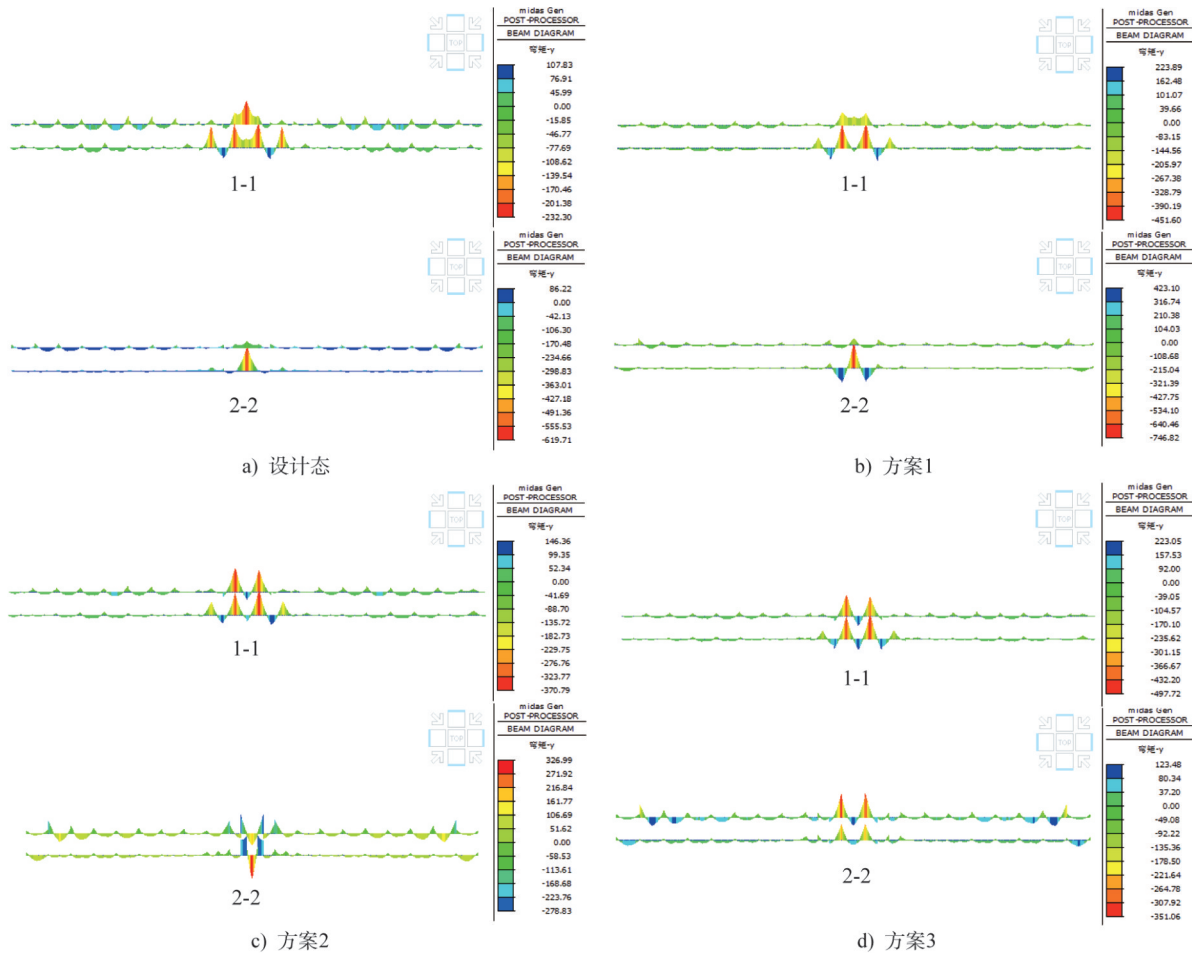 midas Gen
POST-PROCESSOR
BEAM DIAGRAM
弯矩-y
107.83
76.91
45.99
0.00
-15.85
-46.77
-77.69
-108.62
-139.54
-170.46
-201.38
-232.30
TOP
1-1
midas Gen
POST-PROCESSOR
BEAM DIAGRAM
弯矩-y
86.22
0.00
-42.13
-106.30
-170.48
-234.66
-298.83
-363.01
-427.18
-491.36
-555.53
-619.71
TOP
2-2
a) 设计态
midas Gen
POST-PROCESSOR
BEAM DIAGRAM
弯矩-y
223.89
162.48
101.07
39.66
0.00
-83.15
-144.56
-205.97
-267.38
-328.79
-390.19
-451.60
TOP
1-1
midas Gen
POST-PROCESSOR
BEAM DIAGRAM
弯矩-y
423.10
316.74
210.38
104.03
0.00
-108.68
-215.04
-321.39
-427.75
-534.10
-640.46
-746.82
TOP
2-2
b) 方案1
midas Gen
POST-PROCESSOR
BEAM DIAGRAM
弯矩-y
146.36
99.35
52.34
0.00
-41.69
-88.70
-135.72
-182.73
-229.75
-276.76
-323.77
-370.79
TOP
1-1
midas Gen
POST-PROCESSOR
BEAM DIAGRAM
弯矩-y
326.99
271.92
216.84
161.77
106.69
51.62
0.00
-58.53
-113.61
-168.68
-223.76
-278.83
TOP
2-2
c) 方案2
midas Gen
POST-PROCESSOR
BEAM DIAGRAM
弯矩-y
223.05
157.53
92.00
0.00
-39.05
-104.57
-170.10
-235.62
-301.15
-366.67
-432.20
-497.72
TOP
1-1
midas Gen
POST-PROCESSOR
BEAM DIAGRAM
弯矩-y
123.48
80.34
37.20
0.00
-49.08
-92.22
-135.36
-178.50
-221.64
-264.78
-307.92
-351.06
TOP
2-2
d) 方案3